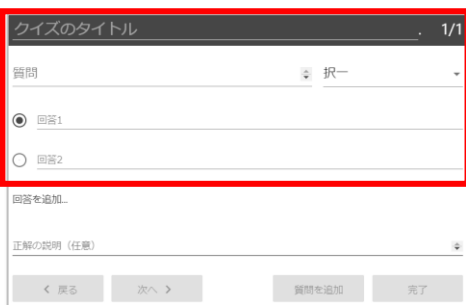 クイズのタイトル . 1/1
質問 択一
回答1
回答2
回答を追加...
正解の説明（任意）
戻る 次へ 質問を追加 完了